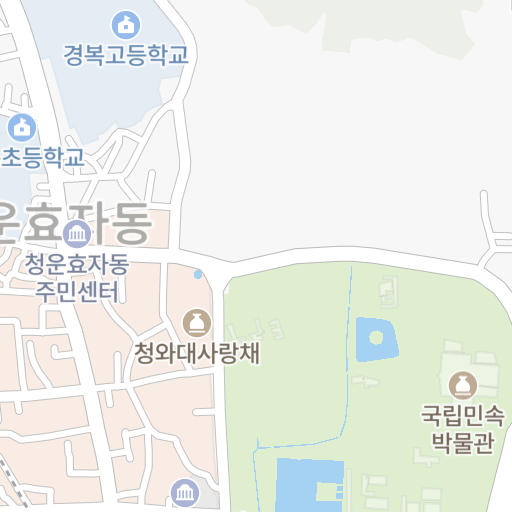 경복고등학교
초등학교
운효자동
청운효자동
주민센터
청와대사랑채
국립민속
박물관